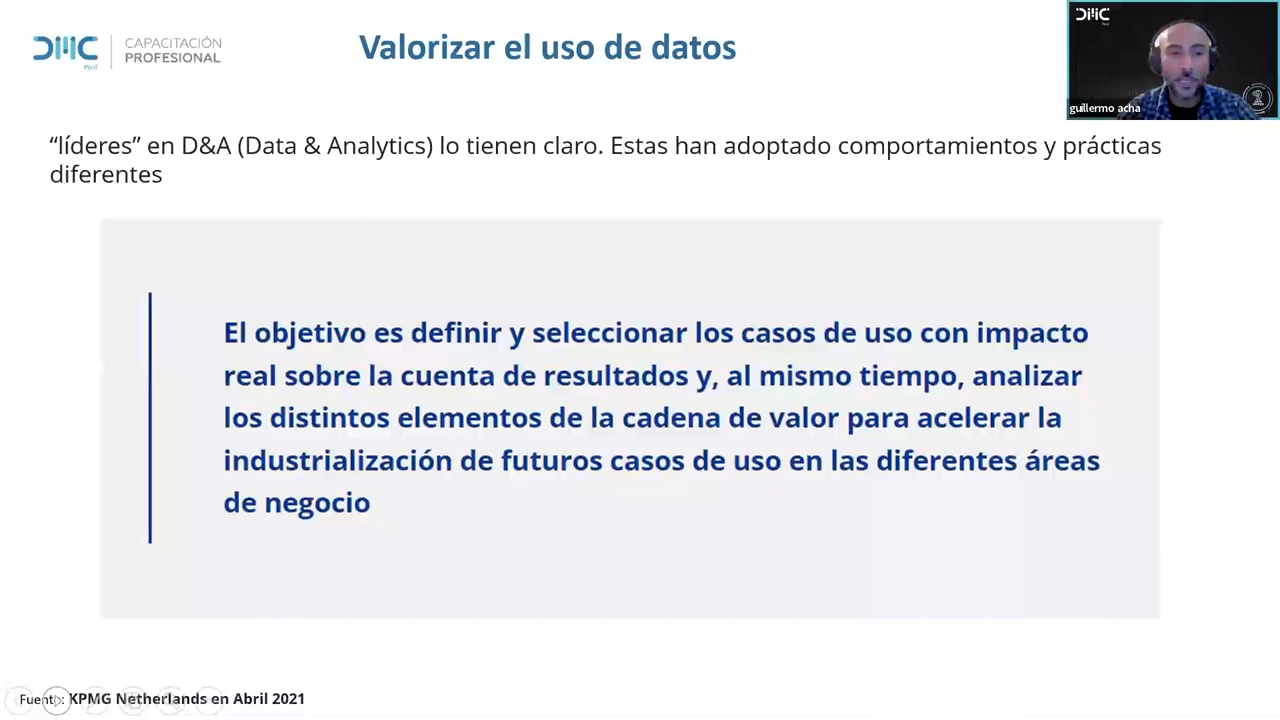 DMC
Perú
CAPACITACIÓN
PROFESIONAL
Valorizar el uso de datos
DMC
guillermo acha
“líderes” en D&A (Data & Analytics) lo tienen claro. Estas han adoptado comportamientos y prácticas
diferentes
El objetivo es definir y seleccionar los casos de uso con impacto
real sobre la cuenta de resultados y, al mismo tiempo, analizar
los distintos elementos de la cadena de valor para acelerar la
industrialización de futuros casos de uso en las diferentes áreas
de negocio
Fuente: KPMG Netherlands en Abril 2021